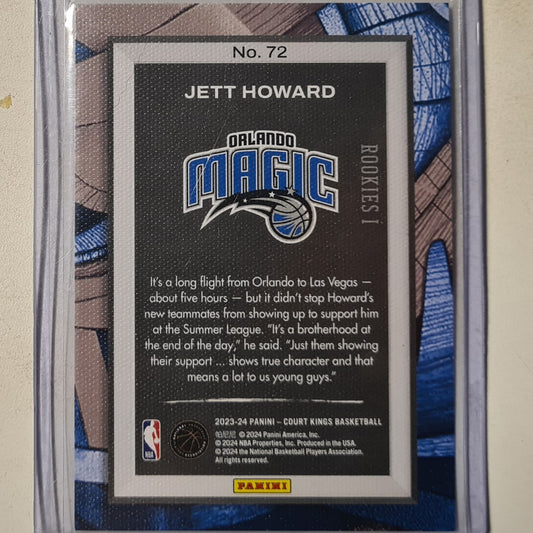 No. 72
JETT HOWARD
ORLANDO
MAGIC
ROOKIES I
It's a long flight from Orlando to Las Vegas —
about five hours — but it didn't stop Howard's
new teammates from showing up to support him
at the Summer League. “It's a brotherhood at
the end of the day,” he said. “Just them showing
their support ... shows true character and that
means a lot to us young guys.”
2023-24 PANINI – COURT KINGS BASKETBALL
© 2024 Panini America, Inc.
© 2024 NBA Properties, Inc. Produced in the USA.
© 2024 the National Basketball Players Association.
All rights reserved.
NBA
PANINI